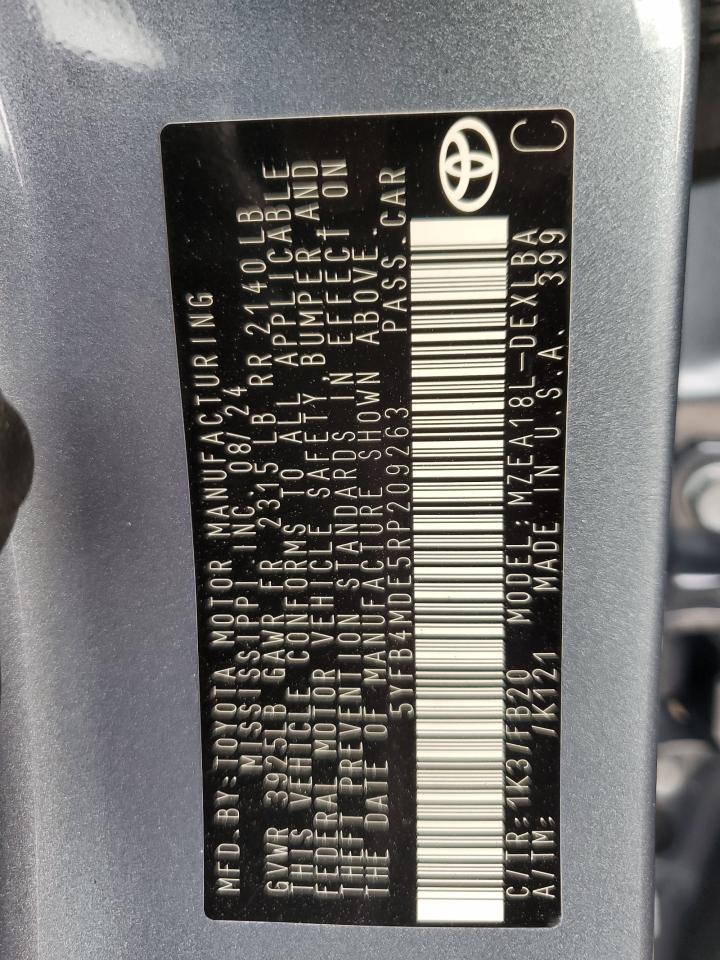 MFD.BY:TOYOTA MOTOR MANUFACTURING
MISSISSIPPI INC. 08/24
GVWR 3925LB GAWR FR 2315LB RR 2140LB
THIS VEHICLE CONFORMS TO ALL APPLICABLE
FEDERAL MOTOR VEHICLE SAFETY, BUMPER AND
THEFT PREVENTION STANDARDS IN EFFECT ON
THE DATE OF MANUFACTURE SHOWN ABOVE.
5YFB4MDE5RP209263 PASS.CAR
C/TR:1K3/FB20 MODEL:MZEA18L-DEXLBA
A/TM: /K121 MADE IN U.S.A. 399
C